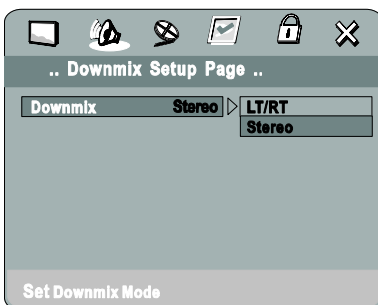 .. Downmix Setup Page ..
Downmix Stereo LT/RT
Stereo
Set Downmix Mode